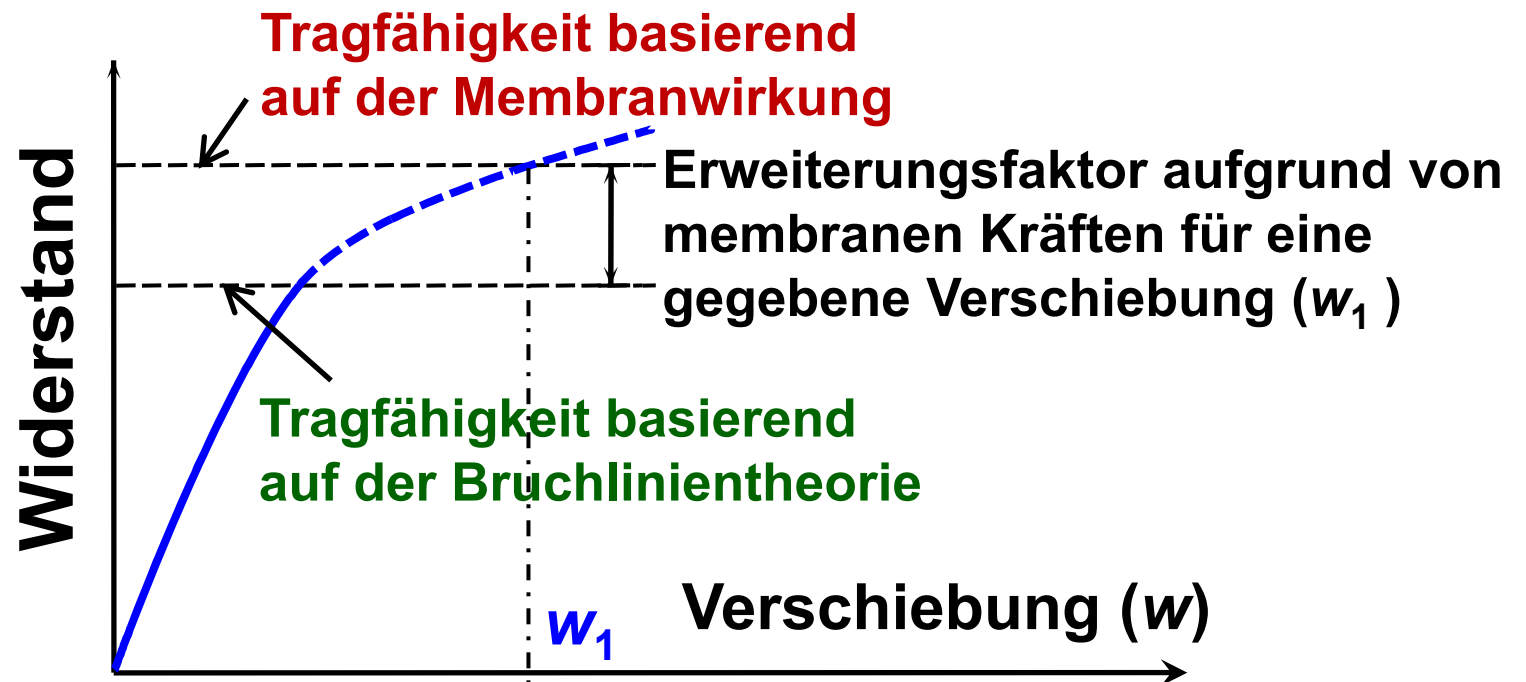 Tragfähigkeit basierend
auf der Membranwirkung
Widerstand
Erweiterungsfaktor aufgrund von
membranen Kräften für eine
gegebene Verschiebung (w₁ )
Tragfähigkeit basierend
auf der Bruchlinientheorie
w₁
Verschiebung (w)